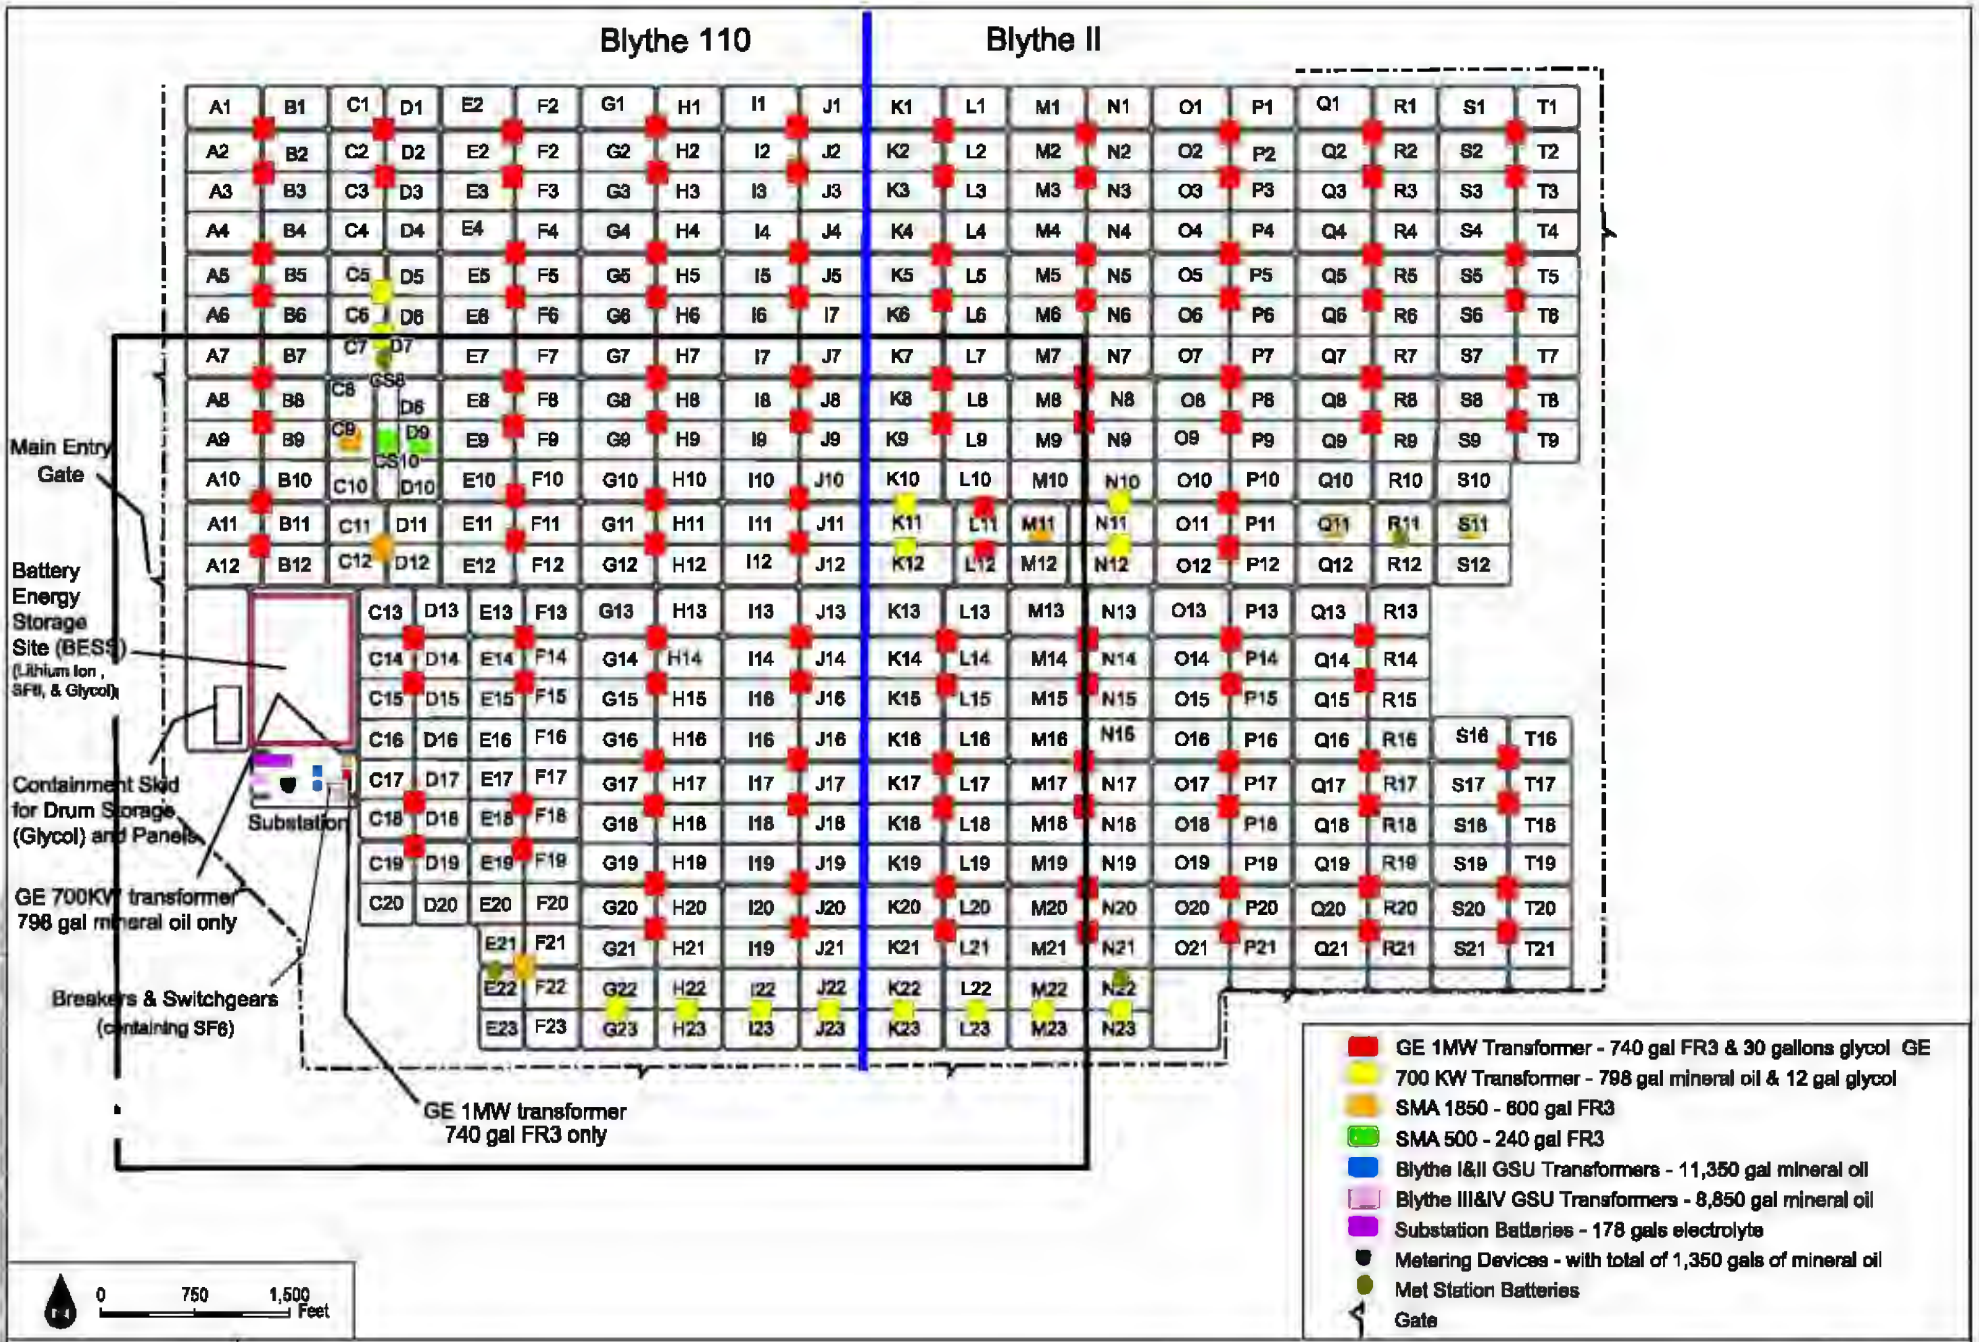 Blythe 110 Blythe II
A1 B1 C1 D1 E2 F2 G1 H1 I1 J1 K1 L1 M1 N1 O1 P1 Q1 R1 S1 T1
A2 B2 C2 D2 E2 F2 G2 H2 I2 J2 K2 L2 M2 N2 O2 P2 Q2 R2 S2 T2
A3 B3 C3 D3 E3 F3 G3 H3 I3 J3 K3 L3 M3 N3 O3 P3 Q3 R3 S3 T3
A4 B4 C4 D4 E4 F4 G4 H4 I4 J4 K4 L4 M4 N4 O4 P4 Q4 R4 S4 T4
A5 B5 C5 D5 E5 F5 G5 H5 I5 J5 K5 L5 M5 N5 O5 P5 Q5 R5 S5 T5
A6 B6 C6 D6 E6 F6 G6 H6 I6 I7 K6 L6 M6 N6 O6 P6 Q6 R6 S6 T6
A7 B7 C7 D7 E7 F7 G7 H7 I7 J7 K7 L7 M7 N7 O7 P7 Q7 R7 S7 T7
CS8
A8 B8 C8 D8 E8 F8 G8 H8 I8 J8 K8 L8 M8 N8 O8 P8 Q8 R8 S8 T8
A9 B9 C9 D9 E9 F9 G9 H9 I9 J9 K9 L9 M9 N9 O9 P9 Q9 R9 S9 T9
CS10
A10 B10 C10 D10 E10 F10 G10 H10 I10 J10 K10 L10 M10 N10 O10 P10 Q10 R10 S10
A11 B11 C11 D11 E11 F11 G11 H11 I11 J11 K11 L11 M11 N11 O11 P11 Q11 R11 S11
A12 B12 C12 D12 E12 F12 G12 H12 I12 J12 K12 L12 M12 N12 O12 P12 Q12 R12 S12
C13 D13 E13 F13 G13 H13 I13 J13 K13 L13 M13 N13 O13 P13 Q13 R13
C14 D14 E14 F14 G14 H14 I14 J14 K14 L14 M14 N14 O14 P14 Q14 R14
C15 D15 E15 F15 G15 H15 I16 J16 K15 L15 M15 N15 O15 P15 Q15 R15
C16 D16 E16 F16 G16 H16 I16 J16 K16 L16 M16 N16 O16 P16 Q16 R16 S16 T16
C17 D17 E17 F17 G17 H17 I17 J17 K17 L17 M17 N17 O17 P17 Q17 R17 S17 T17
C18 D18 E18 F18 G18 H18 I18 J18 K18 L18 M18 N18 O18 P18 Q18 R18 S18 T18
C19 D19 E19 F19 G19 H19 I19 J19 K19 L19 M19 N19 O19 P19 Q19 R19 S19 T19
C20 D20 E20 F20 G20 H20 I20 J20 K20 L20 M20 N20 O20 P20 Q20 R20 S20 T20
E21 F21 G21 H21 I19 J21 K21 L21 M21 N21 O21 P21 Q21 R21 S21 T21
E22 F22 G22 H22 I22 J22 K22 L22 M22 N22
E23 F23 G23 H23 I23 J23 K23 L23 M23 N23
Main Entry
Gate
Battery
Energy
Storage
Site (BESS)
(Lithium Ion ,
SF6, & Glycol)
Containment Skid
for Drum Storage
(Glycol) and Panels
Substation
GE 700KW transformer
798 gal mineral oil only
Breakers & Switchgears
(containing SF6)
GE 1MW transformer
740 gal FR3 only
GE 1MW Transformer - 740 gal FR3 & 30 gallons glycol GE
700 KW Transformer - 798 gal mineral oil & 12 gal glycol
SMA 1850 - 600 gal FR3
SMA 500 - 240 gal FR3
Blythe I&II GSU Transformers - 11,350 gal mineral oil
Blythe III&IV GSU Transformers - 8,850 gal mineral oil
Substation Batteries - 178 gals electrolyte
Metering Devices - with total of 1,350 gals of mineral oil
Met Station Batteries
Gate
0 750 1,500
Feet